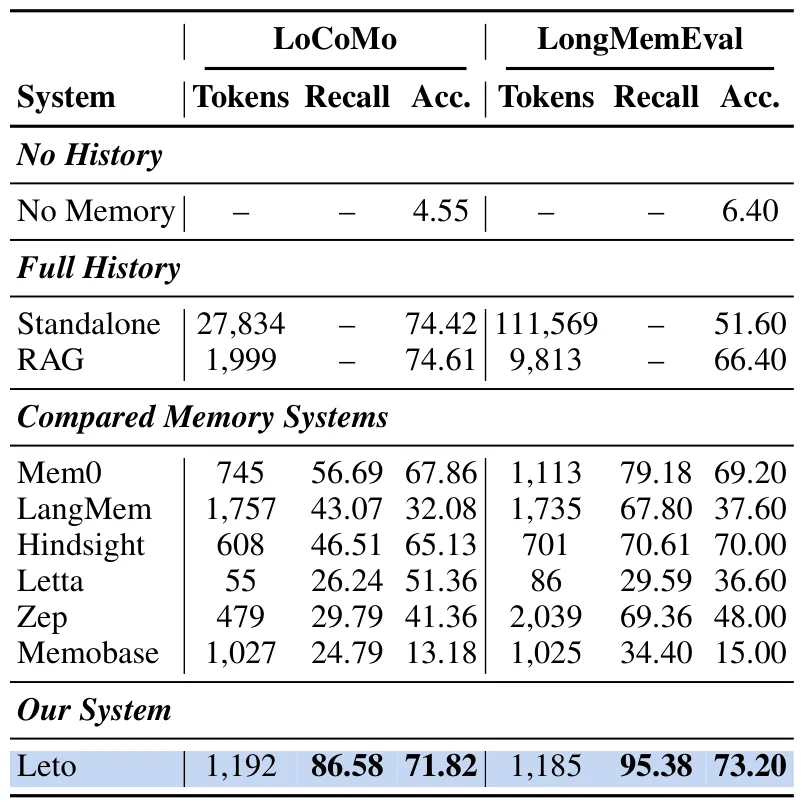 LoCoMo LongMemEval
System Tokens Recall Acc. Tokens Recall Acc.
No History
No Memory – – 4.55 – – 6.40
Full History
Standalone 27,834 – 74.42 111,569 – 51.60
RAG 1,999 – 74.61 9,813 – 66.40
Compared Memory Systems
Mem0 745 56.69 67.86 1,113 79.18 69.20
LangMem 1,757 43.07 32.08 1,735 67.80 37.60
Hindsight 608 46.51 65.13 701 70.61 70.00
Letta 55 26.24 51.36 86 29.59 36.60
Zep 479 29.79 41.36 2,039 69.36 48.00
Memobase 1,027 24.79 13.18 1,025 34.40 15.00
Our System
Leto 1,192 86.58 71.82 1,185 95.38 73.20